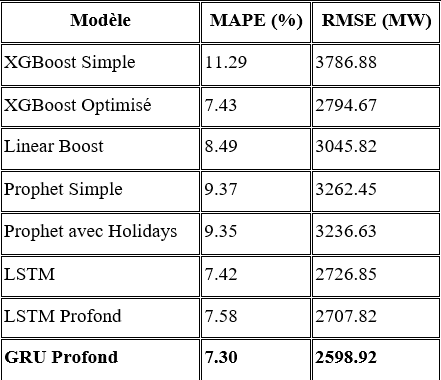 Modèle MAPE (%) RMSE (MW)
XGBoost Simple 11.29 3786.88
XGBoost Optimisé 7.43 2794.67
Linear Boost 8.49 3045.82
Prophet Simple 9.37 3262.45
Prophet avec Holidays 9.35 3236.63
LSTM 7.42 2726.85
LSTM Profond 7.58 2707.82
GRU Profond 7.30 2598.92